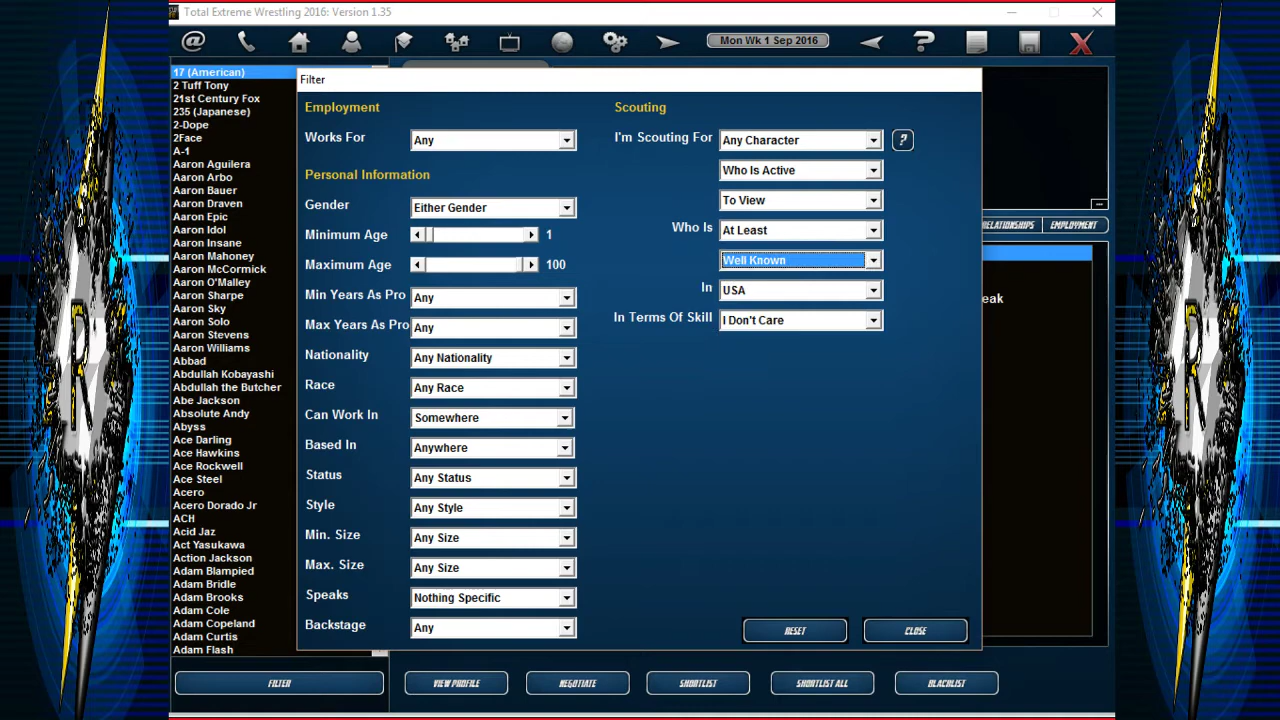 Total Extreme Wrestling 2016: Version 1.35
Mon Wk 1 Sep 2016
17 (American)
2 Tuff Tony
21st Century Fox
235 (Japanese)
2-Dope
2Face
A-1
Aaron Aguilera
Aaron Arbo
Aaron Bauer
Aaron Draven
Aaron Epic
Aaron Idol
Aaron Insane
Aaron Mahoney
Aaron McCormick
Aaron O'Malley
Aaron Sharpe
Aaron Sky
Aaron Solo
Aaron Stevens
Aaron Williams
Abbad
Abdullah Kobayashi
Abdullah the Butcher
Abe Jackson
Absolute Andy
Abyss
Ace Darling
Ace Hawkins
Ace Rockwell
Ace Steel
Acero
Acero Dorado Jr
ACH
Acid Jaz
Act Yasukawa
Action Jackson
Adam Blampied
Adam Bridle
Adam Brooks
Adam Cole
Adam Copeland
Adam Curtis
Adam Flash
Filter
Employment
Works For Any
Personal Information
Gender Either Gender
Minimum Age 1
Maximum Age 100
Min Years As Pro Any
Max Years As Pro Any
Nationality Any Nationality
Race Any Race
Can Work In Somewhere
Based In Anywhere
Status Any Status
Style Any Style
Min. Size Any Size
Max. Size Any Size
Speaks Nothing Specific
Backstage Any
Scouting
I'm Scouting For Any Character ?
Who Is Active
To View
Who Is At Least
Well Known
In USA
In Terms Of Skill I Don't Care
RESET CLOSE
RELATIONSHIPS EMPLOYMENT
eak
FILTER VIEW PROFILE NEGOTIATE SHORTLIST SHORTLIST ALL BLACKLIST